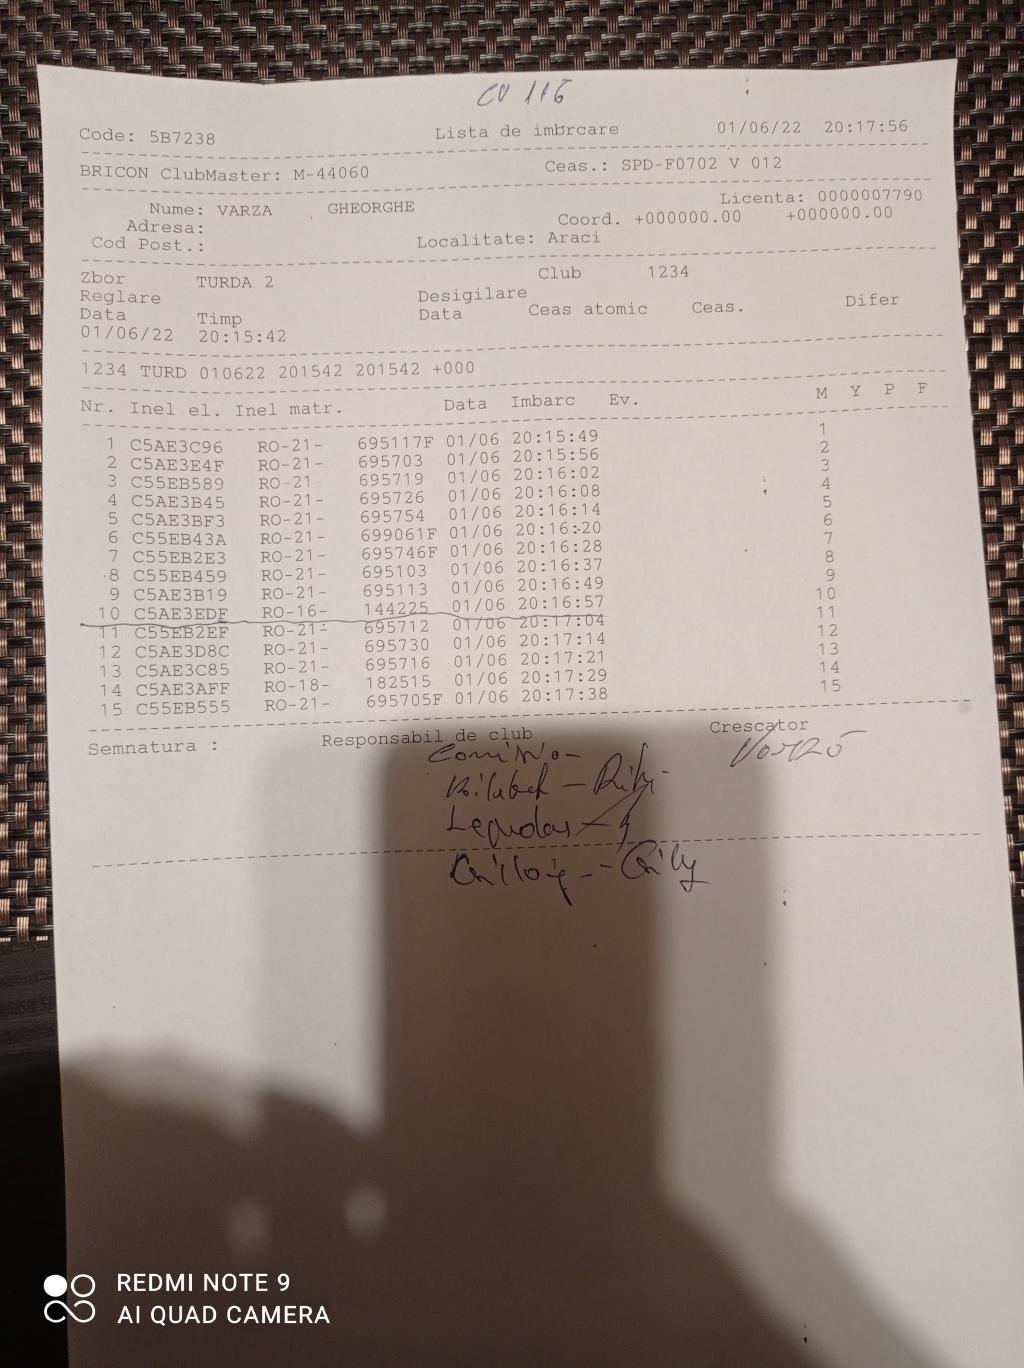 CV 116
Code: 5B7238 Lista de imbrcare 01/06/22 20:17:56
BRICON ClubMaster: M-44060 Ceas.: SPD-F0702 V 012
Nume: VARZA GHEORGHE Licenta: 0000007790
Adresa: Coord. +000000.00 +000000.00
Cod Post.: Localitate: Araci
Zbor TURDA 2 Club 1234
Reglare Desigilare
Data Timp Data Ceas atomic Ceas. Difer
01/06/22 20:15:42
1234 TURD 010622 201542 201542 +000
Nr. Inel el. Inel matr. Data Imbarc Ev. M Y P F
1 C5AE3C96 RO-21- 695117F 01/06 20:15:49 1
2 C5AE3E4F RO-21- 695703 01/06 20:15:56 2
3 C55EB589 RO-21- 695719 01/06 20:16:02 3
4 C5AE3B45 RO-21- 695726 01/06 20:16:08 4
5 C5AE3BF3 RO-21- 695754 01/06 20:16:14 5
6 C55EB43A RO-21- 699061F 01/06 20:16:20 6
7 C55EB2E3 RO-21- 695746F 01/06 20:16:28 7
8 C55EB459 RO-21- 695103 01/06 20:16:37 8
9 C5AE3B19 RO-21- 695113 01/06 20:16:49 9
10 C5AE3EDF RO-16- 144225 01/06 20:16:57 10
11 C55EB2EF RO-21- 695712 01/06 20:17:04 11
12 C5AE3D8C RO-21- 695730 01/06 20:17:14 12
13 C5AE3C85 RO-21- 695716 01/06 20:17:21 13
14 C5AE3AFF RO-18- 182515 01/06 20:17:29 14
15 C55EB555 RO-21- 695705F 01/06 20:17:38 15
Semnatura : Responsabil de club Crescator
REDMI NOTE 9
AI QUAD CAMERA